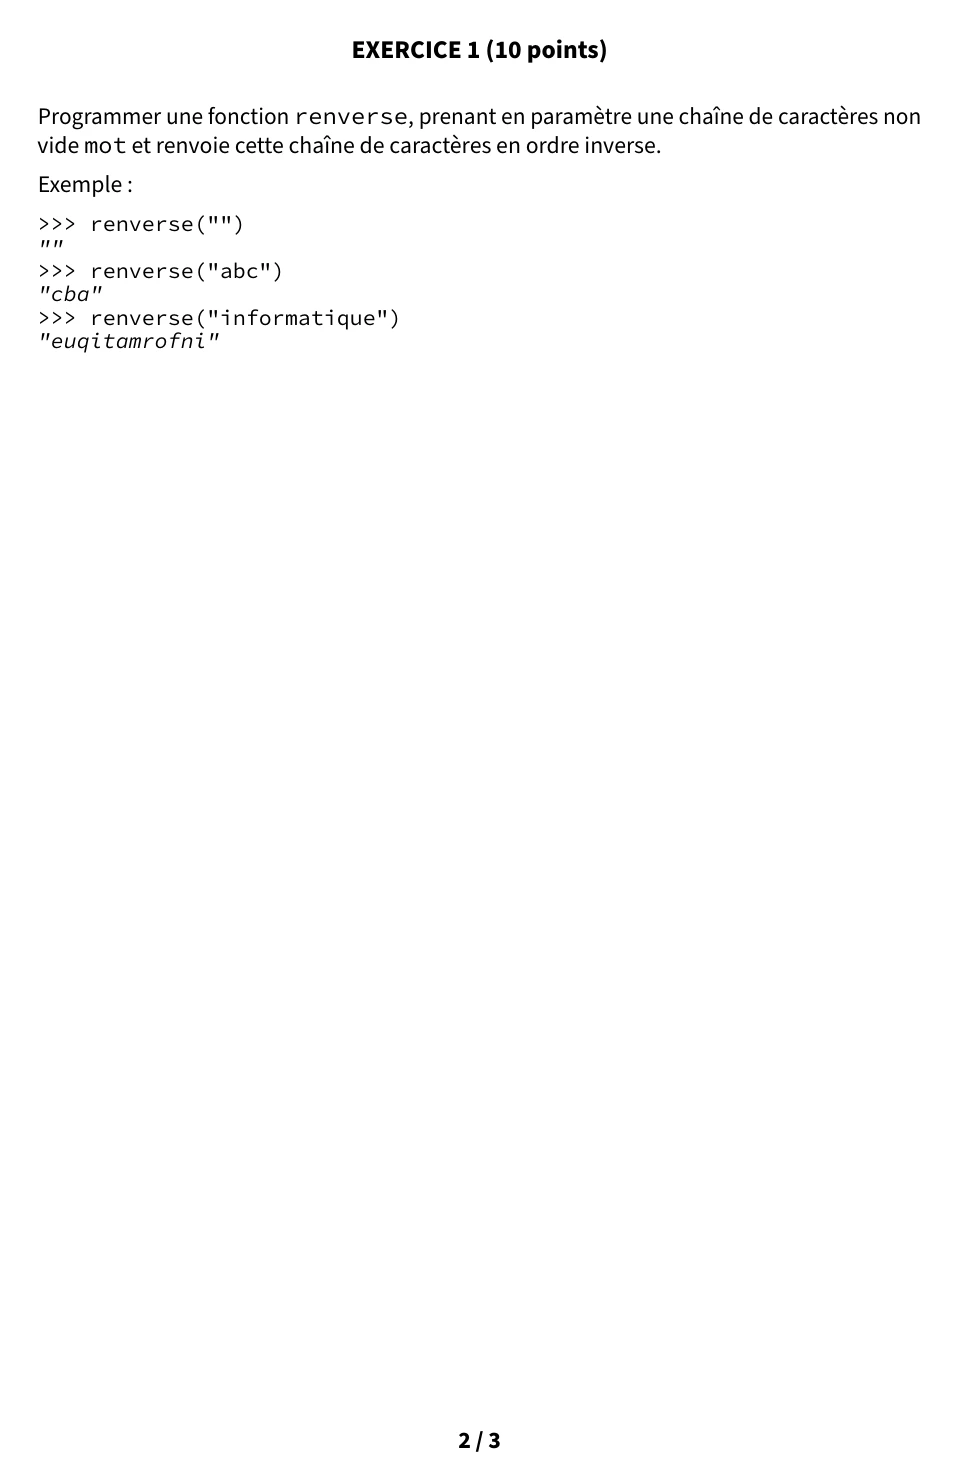 EXERCICE 1 (10 points)
Programmer une fonction renverse, prenant en paramètre une chaîne de caractères non
vide mot et renvoie cette chaîne de caractères en ordre inverse.
Exemple :
>>> renverse("")
""
>>> renverse("abc")
"cba"
>>> renverse("informatique")
"euqitamrofni"
2 / 3